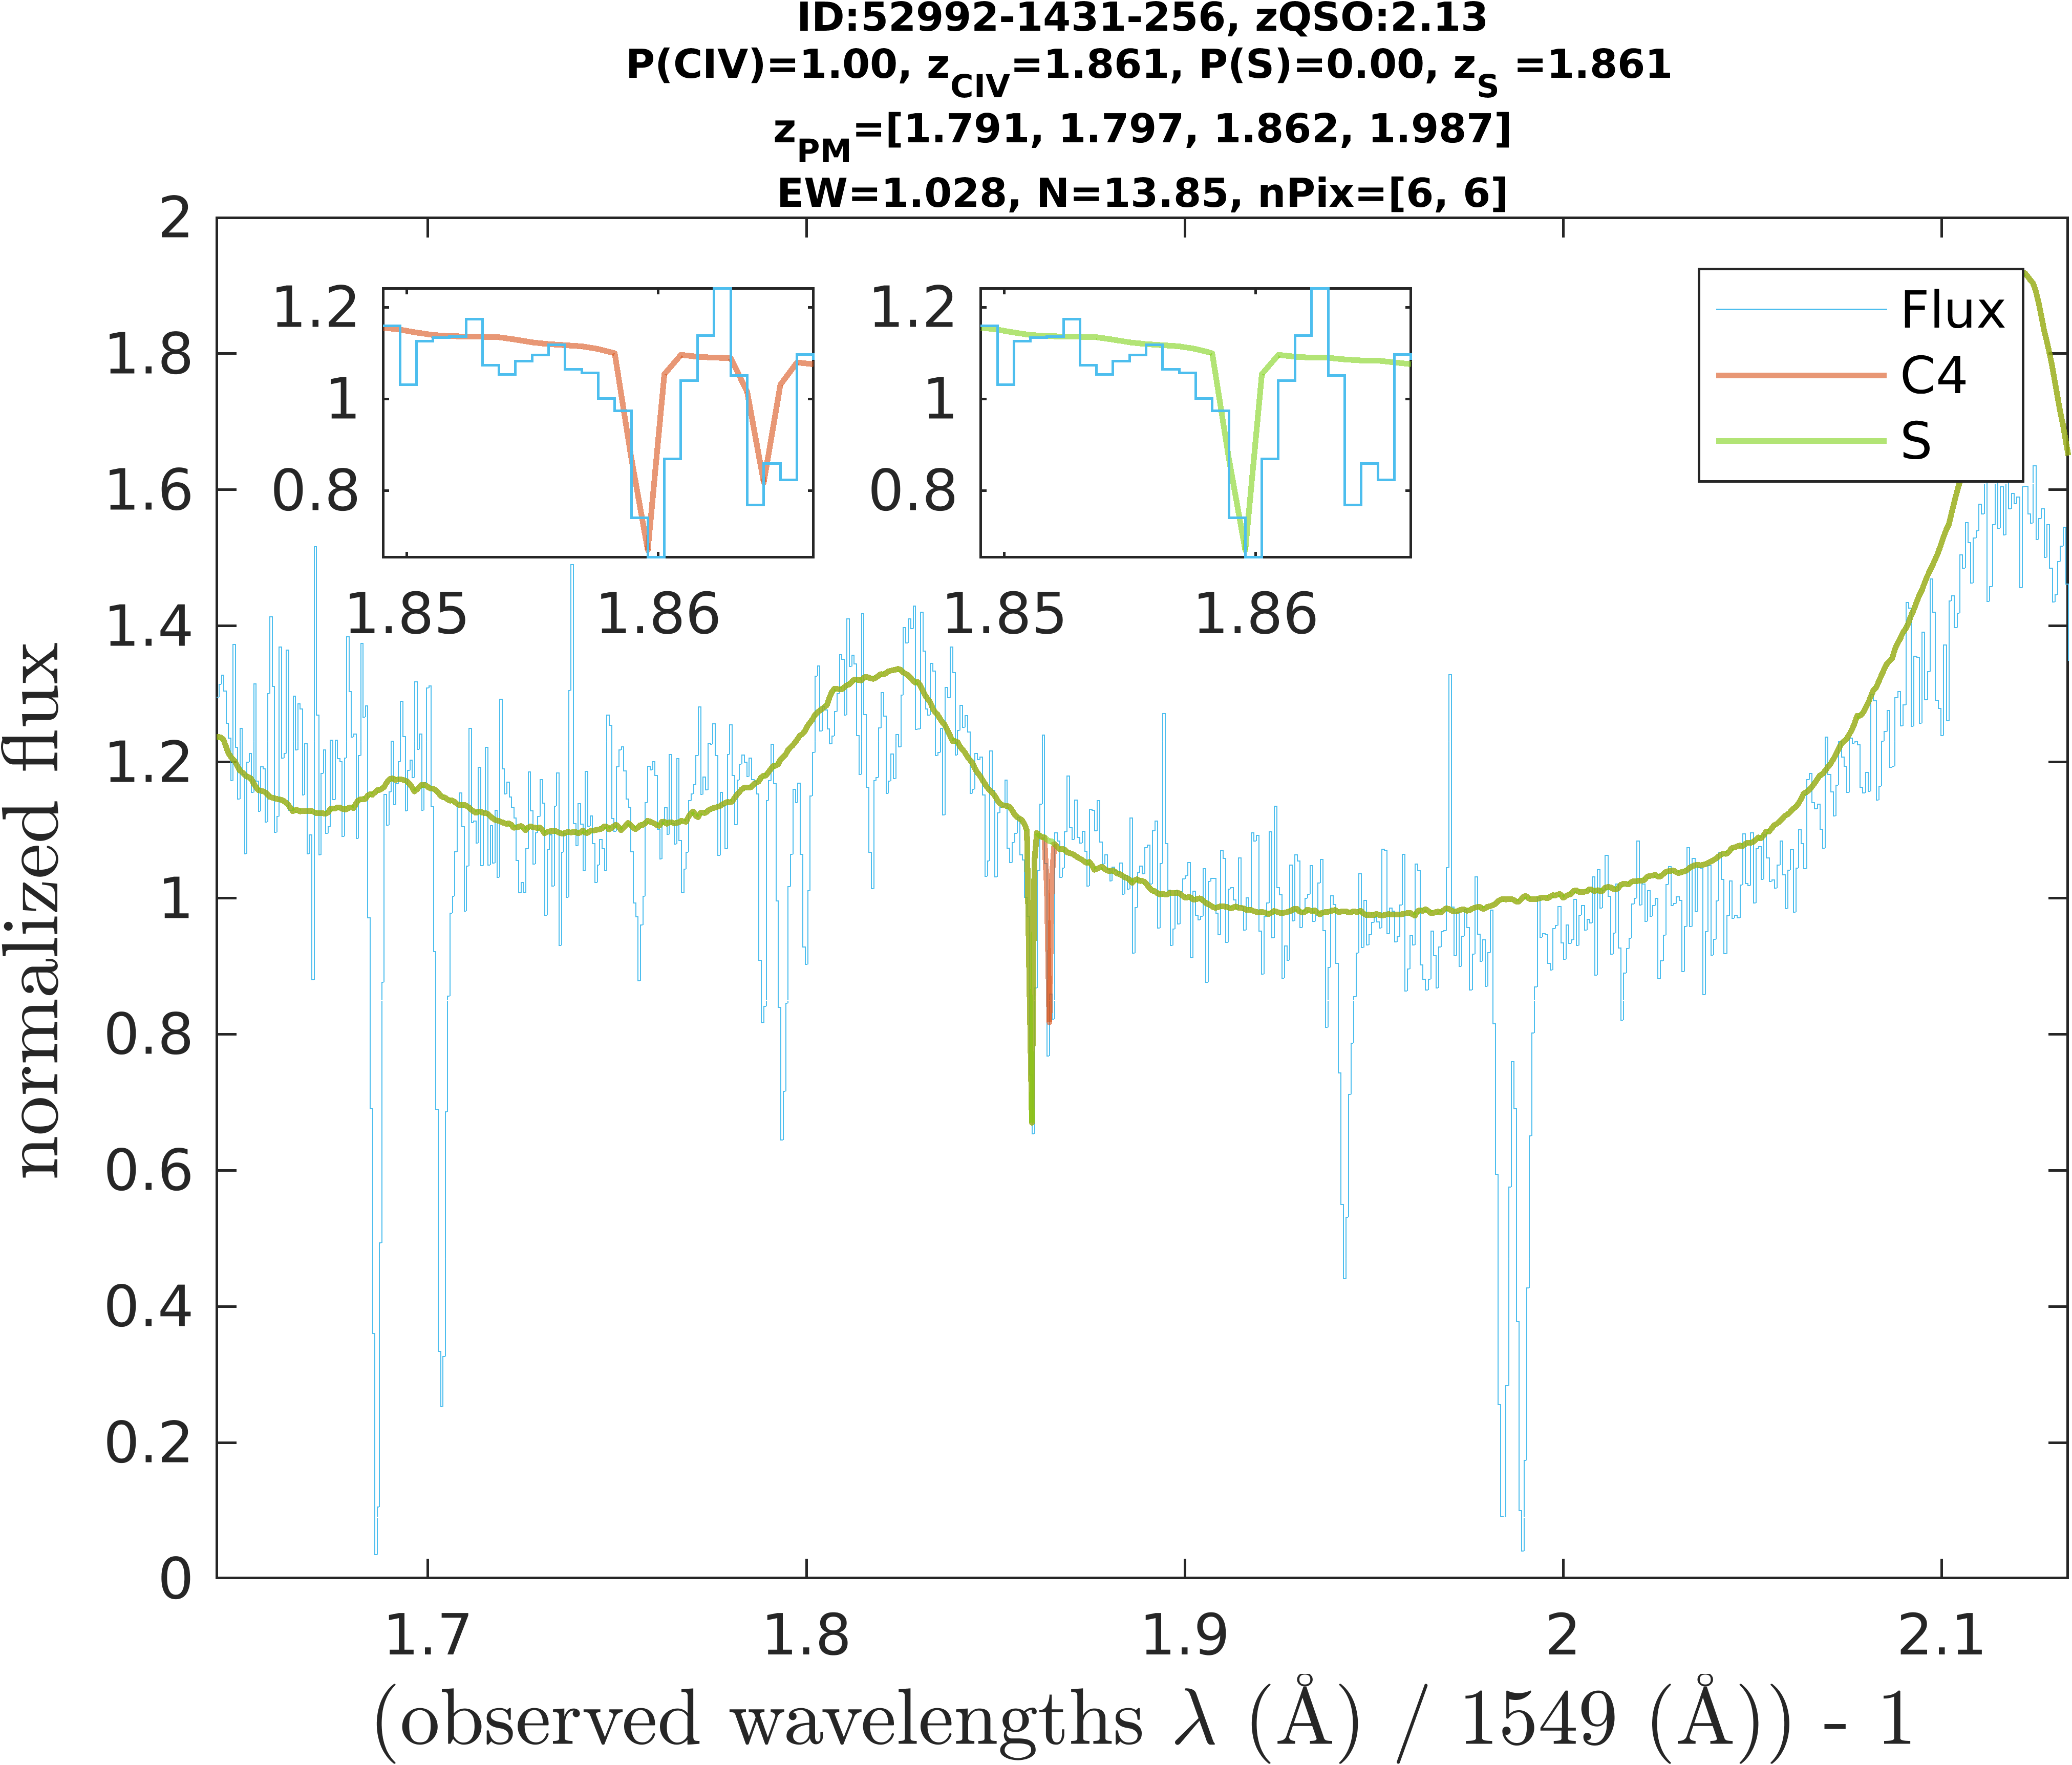 ID:52992-1431-256, zQSO:2.13
P(CIV)=1.00, zCIV=1.861, P(S)=0.00, zS =1.861
zPM=[1.791, 1.797, 1.862, 1.987]
EW=1.028, N=13.85, nPix=[6, 6]
2
1.8
1.6
1.4
1.2
1
0.8
0.6
0.4
0.2
0
normalized flux
1.2
1
0.8
1.85
1.86
1.2
1
0.8
1.85
1.86
Flux
C4
S
1.7
1.8
1.9
2
2.1
(observed wavelengths λ (Å) / 1549 (Å)) - 1